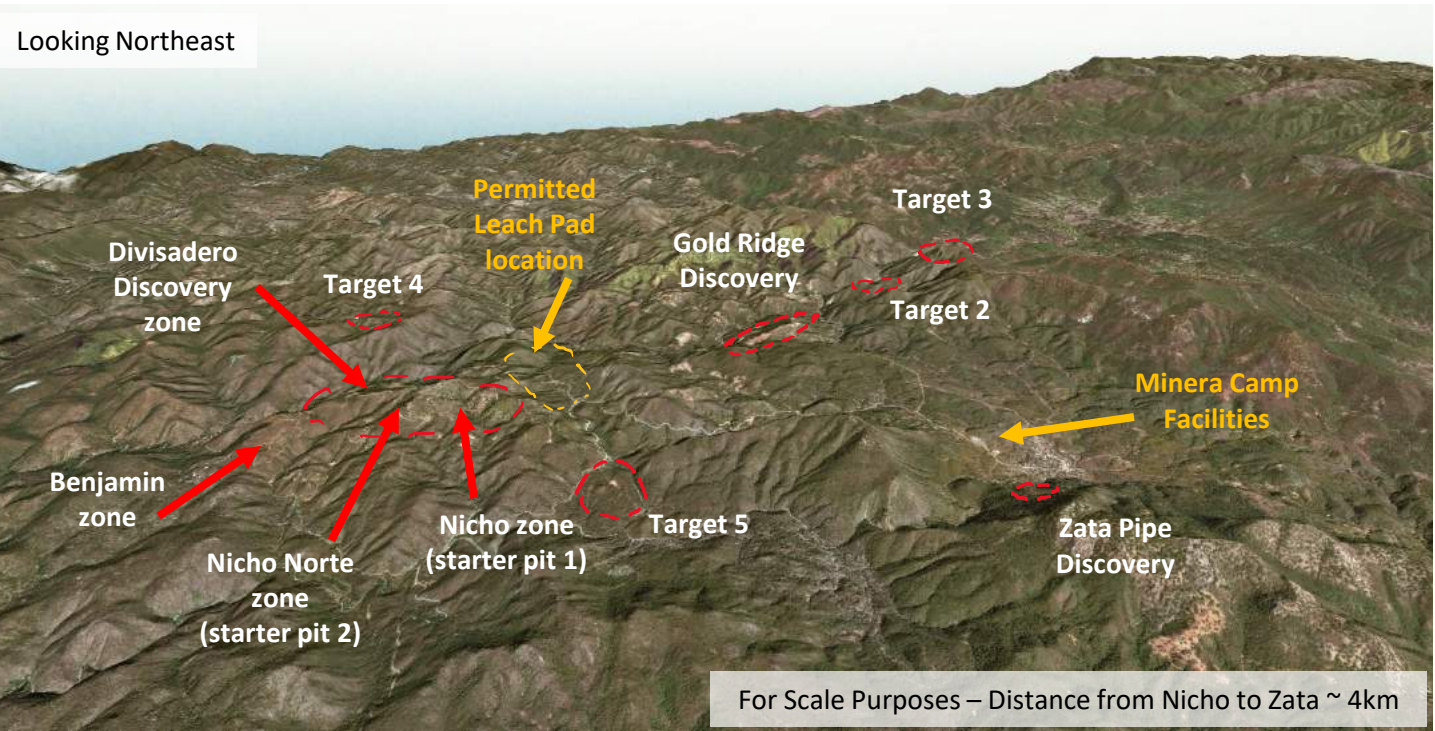 Looking Northeast
Permitted
Leach Pad
location
Target 3
Divisadero
Discovery
zone
Target 4
Gold Ridge
Discovery
Target 2
Minera Camp
Facilities
Benjamin
zone
Nicho Norte
zone
(starter pit 2)
Nicho zone
(starter pit 1)
Target 5
Zata Pipe
Discovery
For Scale Purposes – Distance from Nicho to Zata ~ 4km